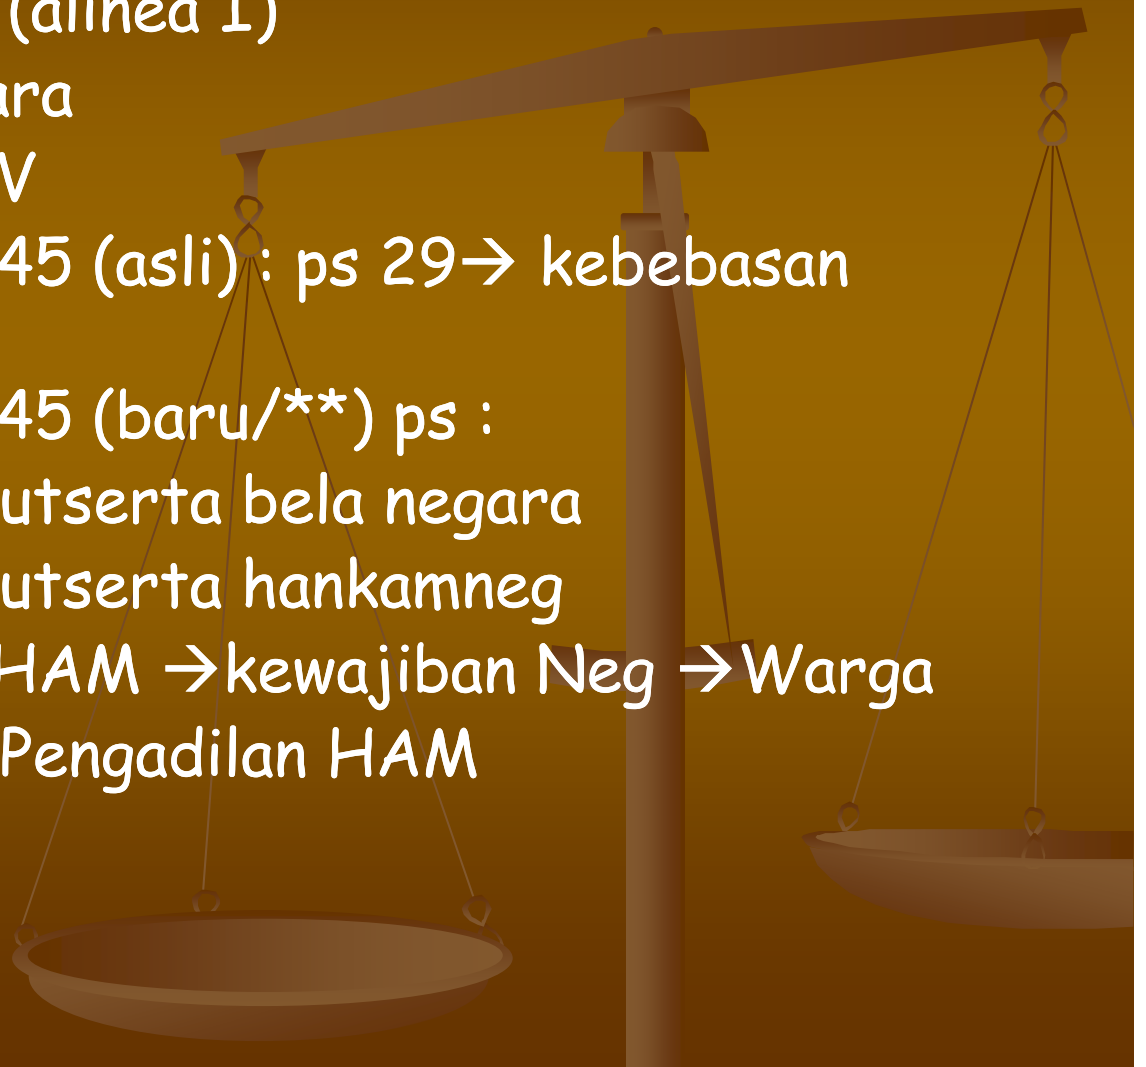 (alinea 1)
ara
V
45 (asli) : ps 29→ kebebasan
45 (baru/**) ps :
utserta bela negara
utserta hankamneg
HAM →kewajiban Neg →Warga
Pengadilan HAM